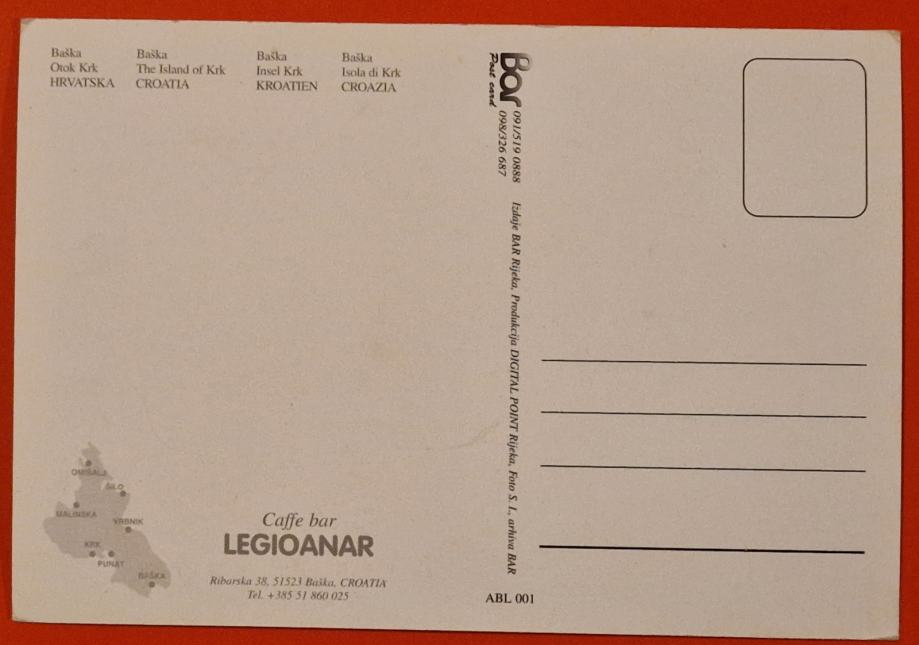 Baška
Otok Krk
HRVATSKA
Baška
The Island of Krk
CROATIA
Baška
Insel Krk
KROATIEN
Baška
Isola di Krk
CROAZIA
Bar
Post card
091/519 0888
098/326 687
Izdaje BAR Rijeka, Produkcija DIGITAL POINT Rijeka, Foto S. I., arhiva BAR
OMIŠALJ
ŠILO
MALINSKA
VRBNIK
KRK
PUNAT
BAŠKA
Caffe bar
LEGIOANAR
Ribarska 38, 51523 Baška, CROATIA
Tel. +385 51 860 025
ABL 001